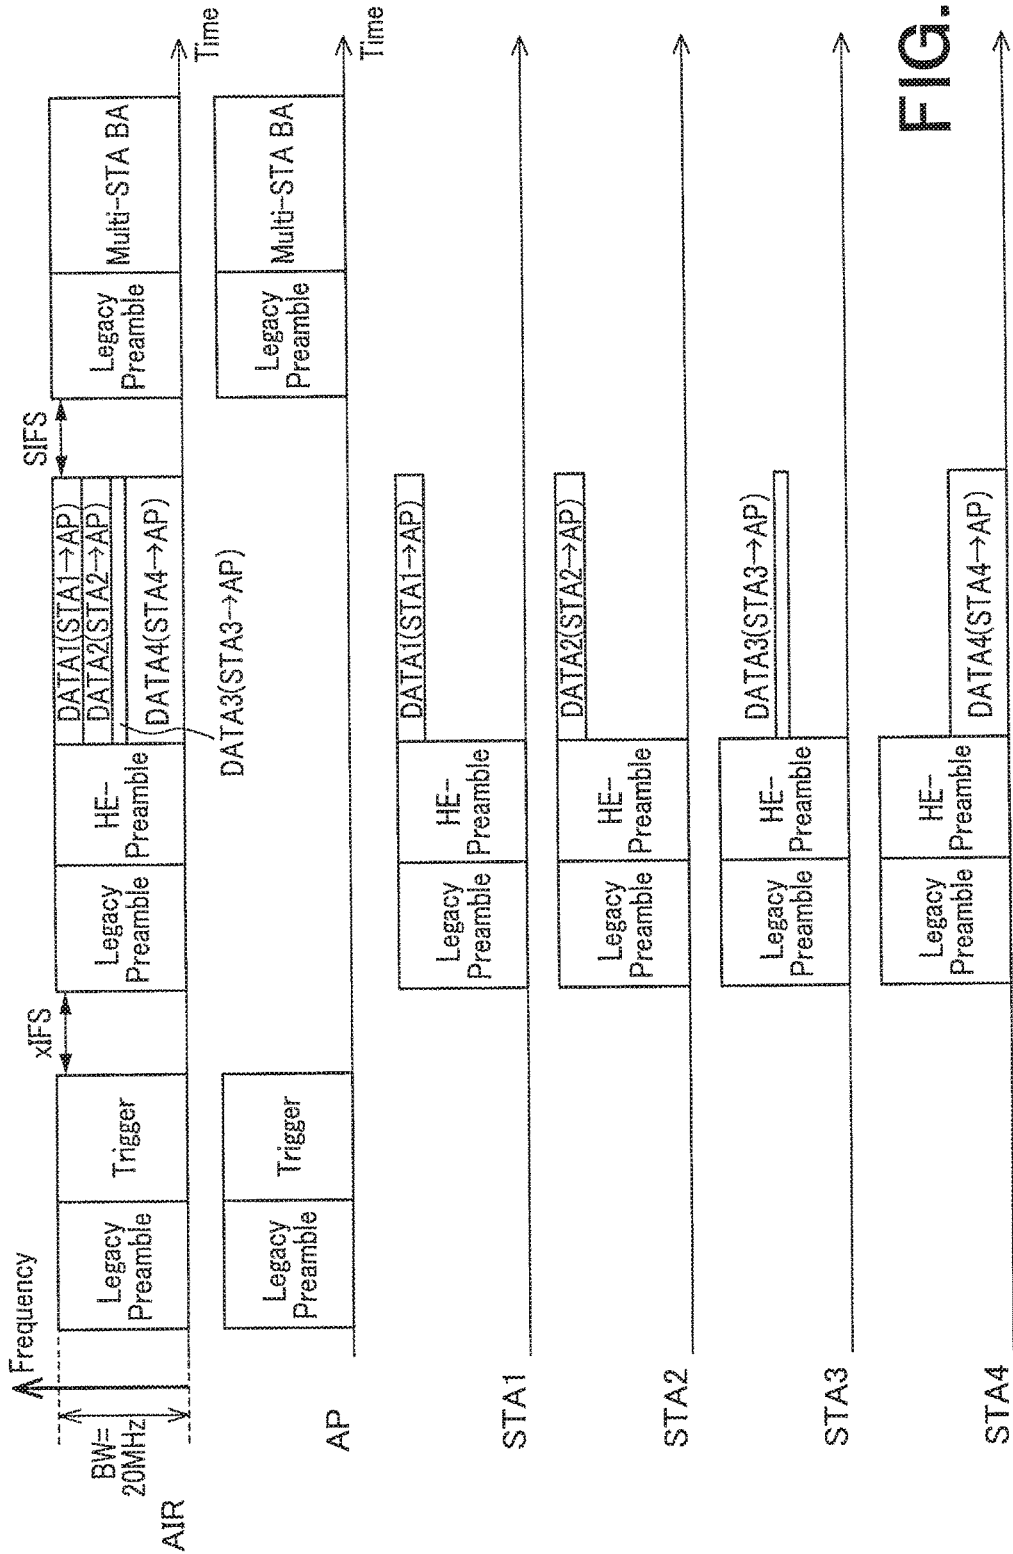 Frequency
BW=
20MHz
AIR
Legacy
Preamble
Trigger
xIFS
Legacy
Preamble
HE-
Preamble
DATA1(STA1→AP)
DATA2(STA2→AP)
DATA4(STA4→AP)
DATA3(STA3→AP)
SIFS
Legacy
Preamble
Multi-STA BA
Time
AP
Legacy
Preamble
Trigger
Legacy
Preamble
Multi-STA BA
Time
STA1
Legacy
Preamble
HE-
Preamble
DATA1(STA1→AP)
STA2
Legacy
Preamble
HE-
Preamble
DATA2(STA2→AP)
STA3
Legacy
Preamble
HE-
Preamble
DATA3(STA3→AP)
STA4
Legacy
Preamble
HE-
Preamble
DATA4(STA4→AP)
FIG.